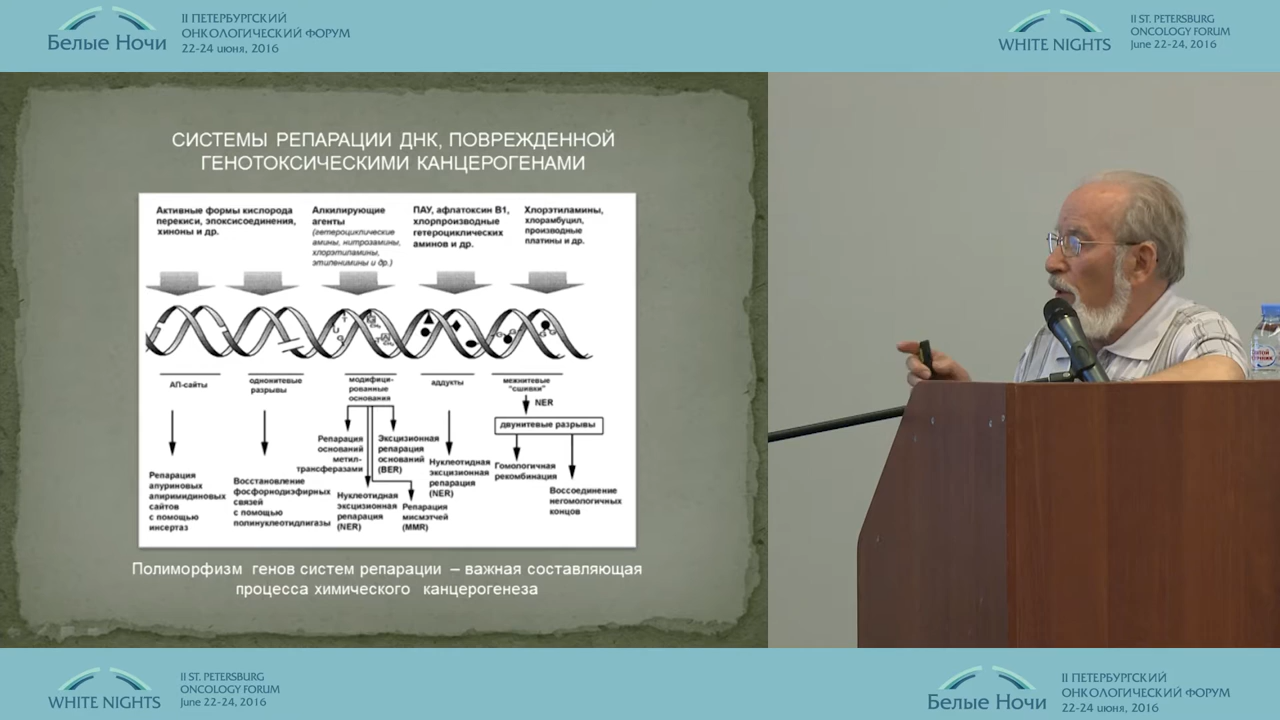 Белые Ночи
II ПЕТЕРБУРГСКИЙ
ОНКОЛОГИЧЕСКИЙ ФОРУМ
22-24 июня, 2016
WHITE NIGHTS
II ST. PETERSBURG
ONCOLOGY FORUM
June 22-24, 2016
СИСТЕМЫ РЕПАРАЦИИ ДНК, ПОВРЕЖДЕННОЙ
ГЕНОТОКСИЧЕСКИМИ КАНЦЕРОГЕНАМИ
Активные формы кислорода
перекиси, эпоксисоединения,
хиноны и др.
Алкилирующие
агенты
(гетероциклические
амины, нитрозамины,
хлорэтиламины,
этиленимины и др.)
ПАУ, афлатоксин В1,
хлорпроизводные
гетероциклических
аминов и др.
Хлорэтиламины,
хлорамбуцил,
производные
платины и др.
АП-сайты
однонитевые
разрывы
модифици-
рованные
основания
аддукты
межнитевые
"сшивки"
NER
двунитевые разрывы
Репарация
апуриновых
апиримидиновых
сайтов
с помощью
инсертаз
Восстановление
фосфорнодиэфирных
связей
с помощью
полинуклеотидлигазы
Репарация
оснований
метил-
трансферазами
Эксцизионная
репарация
оснований
(BER)
Нуклеотидная
эксцизионная
репарация
(NER)
Репарация
мисмэтчей
(MMR)
Нуклеотидная
эксцизионная
репарация
(NER)
Гомологичная
рекомбинация
Воссоединение
негомологичных
концов
Полиморфизм генов систем репарации – важная составляющая
процесса химического канцерогенеза
WHITE NIGHTS
II ST. PETERSBURG
ONCOLOGY FORUM
June 22-24, 2016
Белые Ночи
II ПЕТЕРБУРГСКИЙ
ОНКОЛОГИЧЕСКИЙ ФОРУМ
22-24 июня, 2016